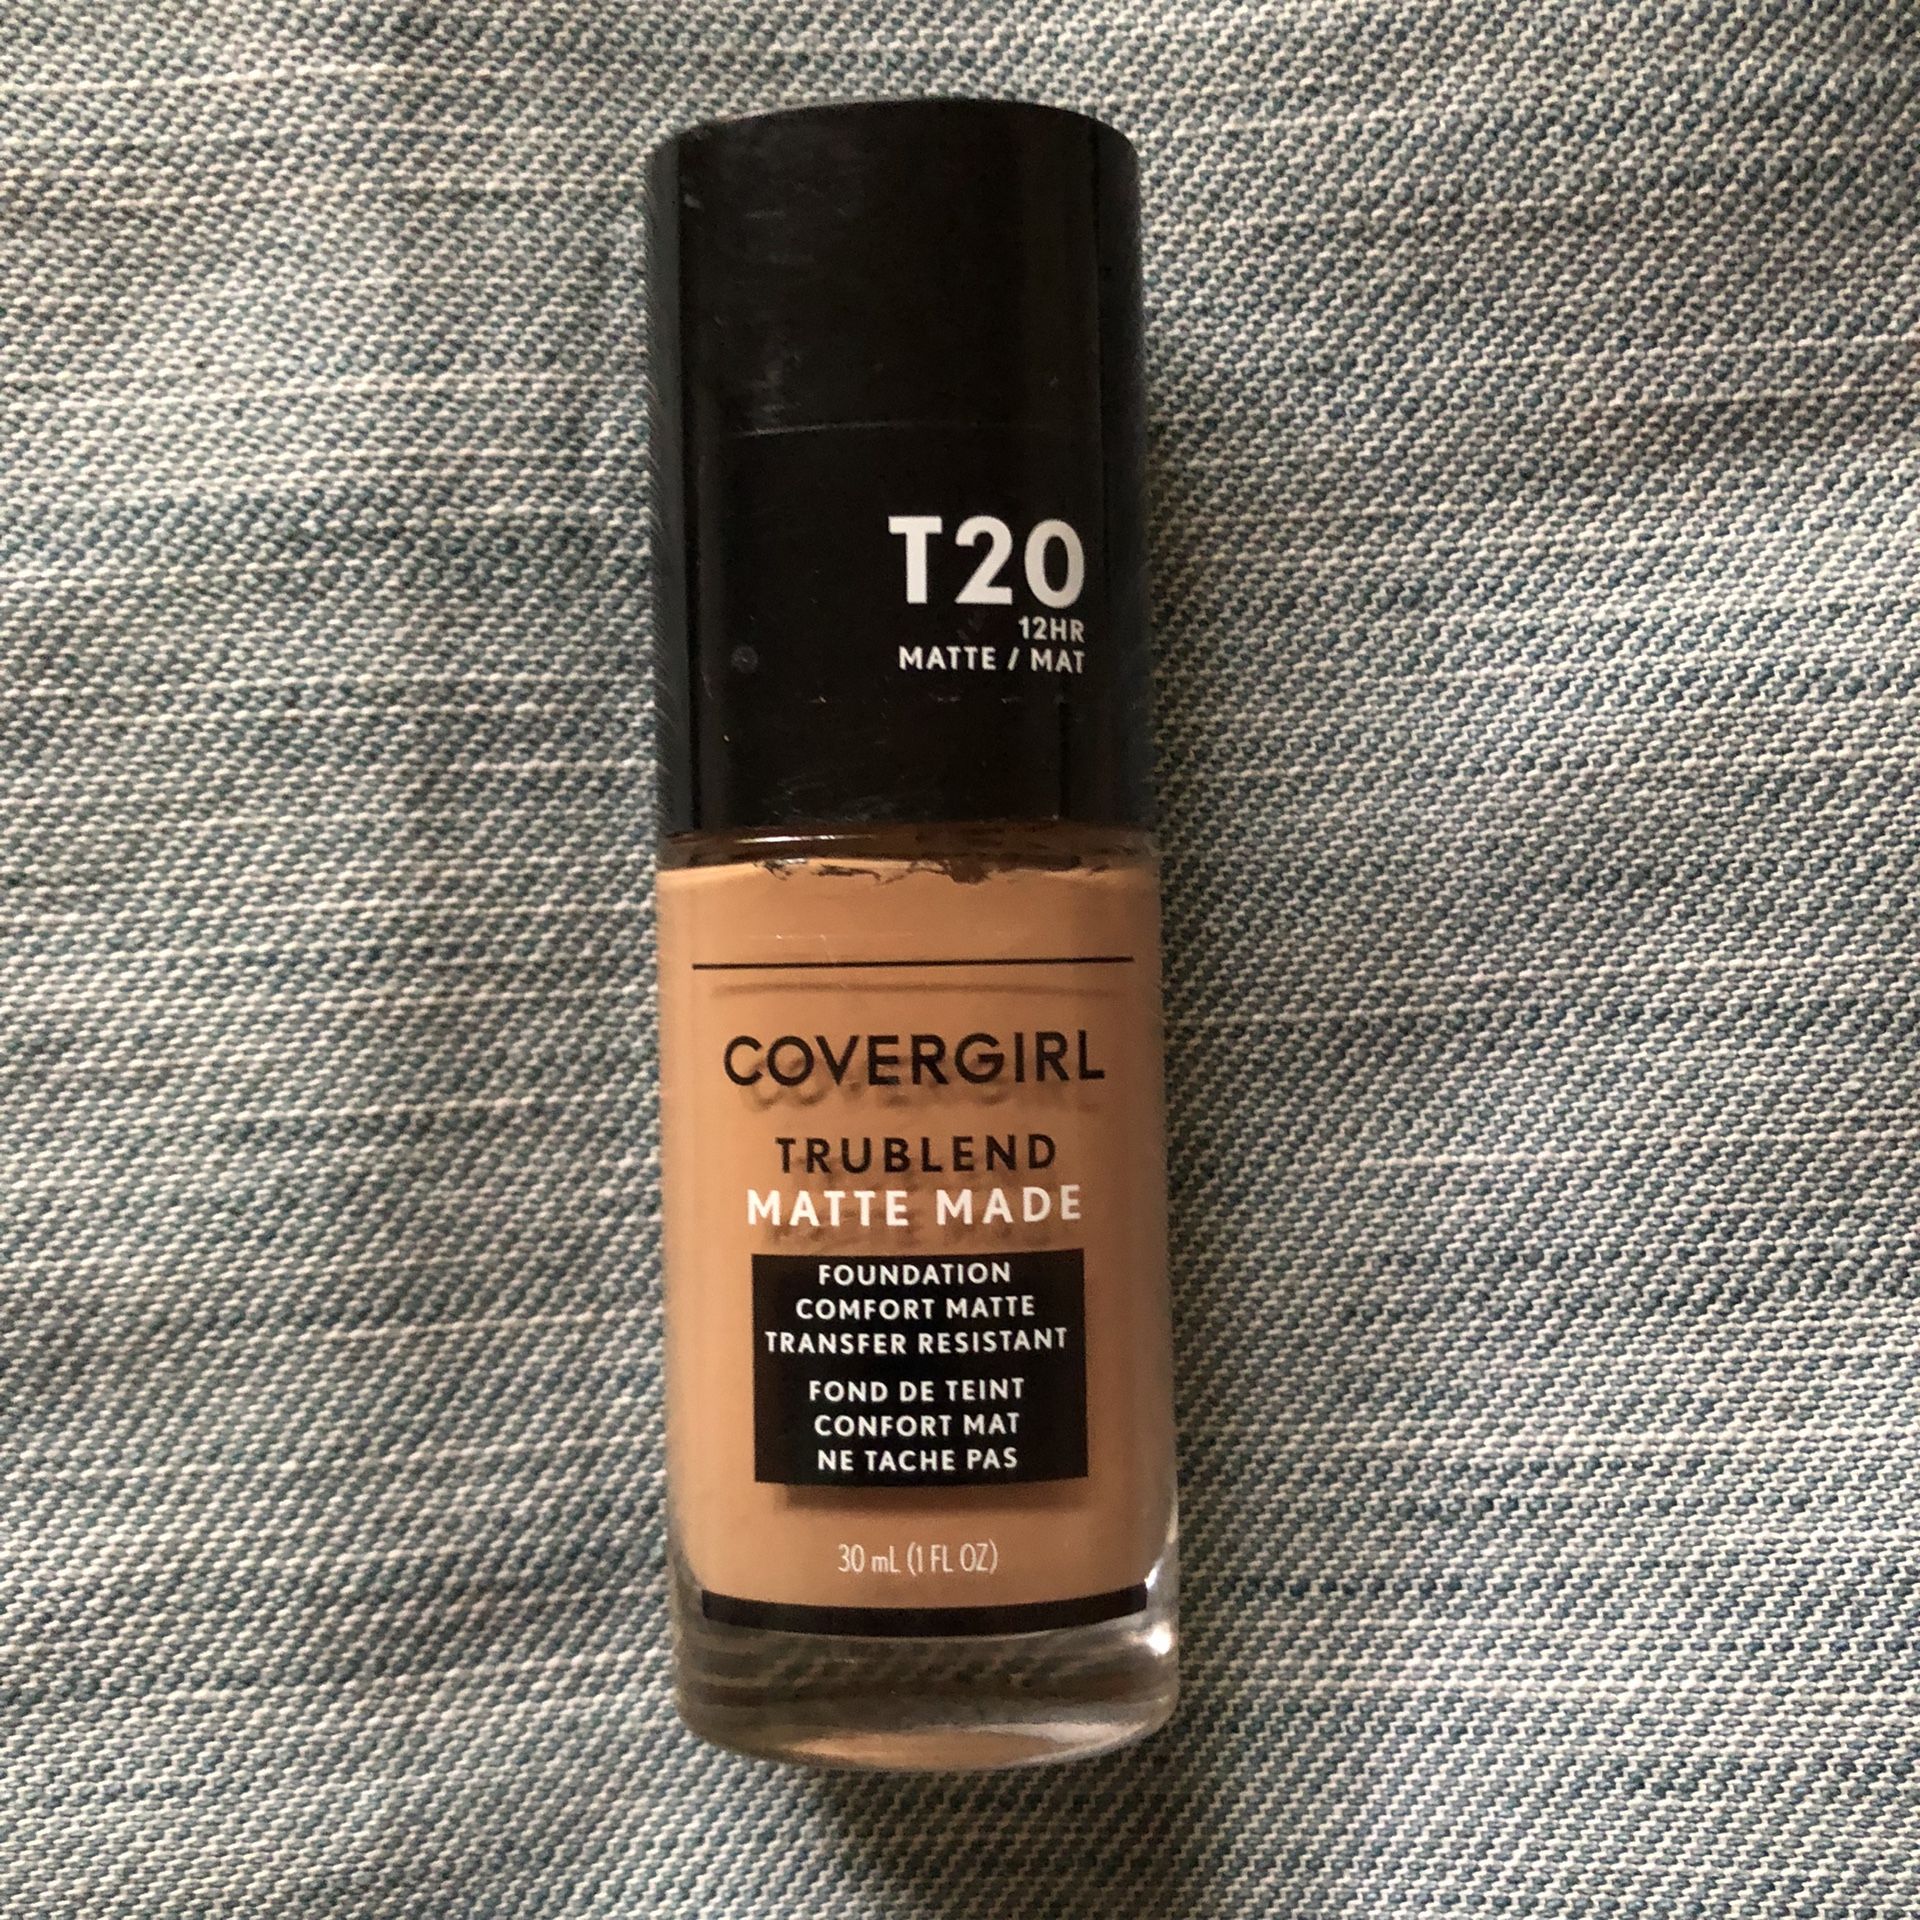 T20
12HR
MATTE / MAT
COVERGIRL
TRUBLEND
MATTE MADE
FOUNDATION
COMFORT MATTE
TRANSFER RESISTANT
FOND DE TEINT
CONFORT MAT
NE TACHE PAS
30 mL (1 FL OZ)